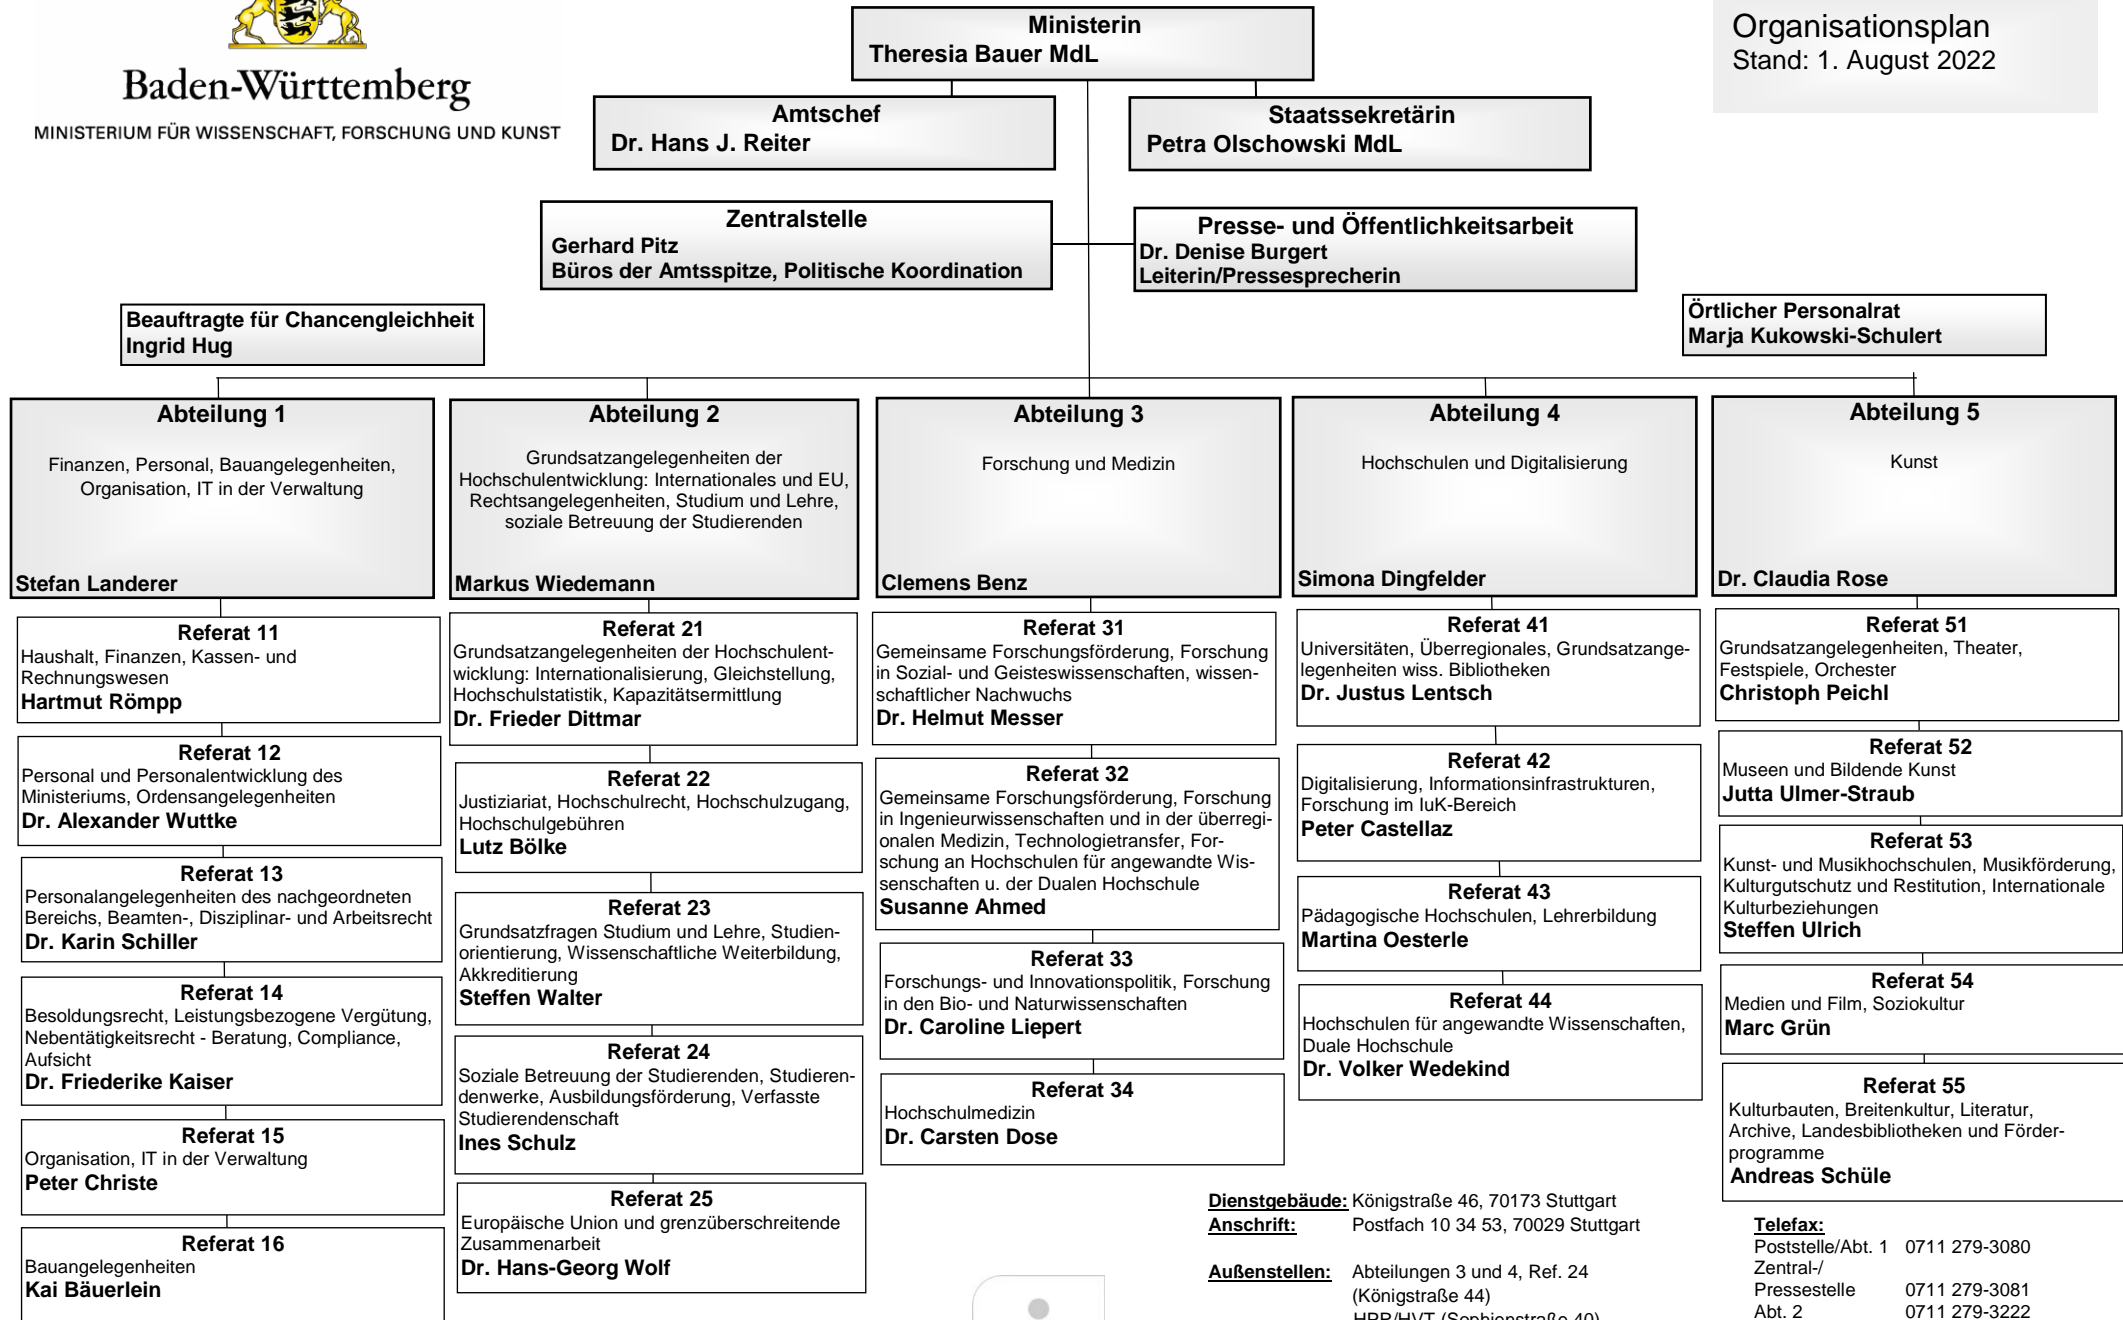 Baden-Württemberg
MINISTERIUM FÜR WISSENSCHAFT, FORSCHUNG UND KUNST
Ministerin
Theresia Bauer MdL
Organisationsplan
Stand: 1. August 2022
Amtschef
Dr. Hans J. Reiter
Staatssekretärin
Petra Olschowski MdL
Zentralstelle
Gerhard Pitz
Büros der Amtsspitze, Politische Koordination
Presse- und Öffentlichkeitsarbeit
Dr. Denise Burgert
Leiterin/Pressesprecherin
Beauftragte für Chancengleichheit
Ingrid Hug
Örtlicher Personalrat
Marja Kukowski-Schulert
Abteilung 1
Finanzen, Personal, Bauangelegenheiten,
Organisation, IT in der Verwaltung
Stefan Landerer
Referat 11
Haushalt, Finanzen, Kassen- und
Rechnungswesen
Hartmut Römpp
Referat 12
Personal und Personalentwicklung des
Ministeriums, Ordensangelegenheiten
Dr. Alexander Wuttke
Referat 13
Personalangelegenheiten des nachgeordneten
Bereichs, Beamten-, Disziplinar- und Arbeitsrecht
Dr. Karin Schiller
Referat 14
Besoldungsrecht, Leistungsbezogene Vergütung,
Nebentätigkeitsrecht - Beratung, Compliance,
Aufsicht
Dr. Friederike Kaiser
Referat 15
Organisation, IT in der Verwaltung
Peter Christe
Referat 16
Bauangelegenheiten
Kai Bäuerlein
Abteilung 2
Grundsatzangelegenheiten der
Hochschulentwicklung: Internationales und EU,
Rechtsangelegenheiten, Studium und Lehre,
soziale Betreuung der Studierenden
Markus Wiedemann
Referat 21
Grundsatzangelegenheiten der Hochschulent-
wicklung: Internationalisierung, Gleichstellung,
Hochschulstatistik, Kapazitätsermittlung
Dr. Frieder Dittmar
Referat 22
Justiziariat, Hochschulrecht, Hochschulzugang,
Hochschulgebühren
Lutz Bölke
Referat 23
Grundsatzfragen Studium und Lehre, Studien-
orientierung, Wissenschaftliche Weiterbildung,
Akkreditierung
Steffen Walter
Referat 24
Soziale Betreuung der Studierenden, Studieren-
denwerke, Ausbildungsförderung, Verfasste
Studierendenschaft
Ines Schulz
Referat 25
Europäische Union und grenzüberschreitende
Zusammenarbeit
Dr. Hans-Georg Wolf
Abteilung 3
Forschung und Medizin
Clemens Benz
Referat 31
Gemeinsame Forschungsförderung, Forschung
in Sozial- und Geisteswissenschaften, wissen-
schaftlicher Nachwuchs
Dr. Helmut Messer
Referat 32
Gemeinsame Forschungsförderung, Forschung
in Ingenieurwissenschaften und in der überregi-
onalen Medizin, Technologietransfer, For-
schung an Hochschulen für angewandte Wis-
senschaften u. der Dualen Hochschule
Susanne Ahmed
Referat 33
Forschungs- und Innovationspolitik, Forschung
in den Bio- und Naturwissenschaften
Dr. Caroline Liepert
Referat 34
Hochschulmedizin
Dr. Carsten Dose
Abteilung 4
Hochschulen und Digitalisierung
Simona Dingfelder
Referat 41
Universitäten, Überregionales, Grundsatzange-
legenheiten wiss. Bibliotheken
Dr. Justus Lentsch
Referat 42
Digitalisierung, Informationsinfrastrukturen,
Forschung im IuK-Bereich
Peter Castellaz
Referat 43
Pädagogische Hochschulen, Lehrerbildung
Martina Oesterle
Referat 44
Hochschulen für angewandte Wissenschaften,
Duale Hochschule
Dr. Volker Wedekind
Abteilung 5
Kunst
Dr. Claudia Rose
Referat 51
Grundsatzangelegenheiten, Theater,
Festspiele, Orchester
Christoph Peichl
Referat 52
Museen und Bildende Kunst
Jutta Ulmer-Straub
Referat 53
Kunst- und Musikhochschulen, Musikförderung,
Kulturgutschutz und Restitution, Internationale
Kulturbeziehungen
Steffen Ulrich
Referat 54
Medien und Film, Soziokultur
Marc Grün
Referat 55
Kulturbauten, Breitenkultur, Literatur,
Archive, Landesbibliotheken und Förder-
programme
Andreas Schüle
Dienstgebäude: Königstraße 46, 70173 Stuttgart
Anschrift: Postfach 10 34 53, 70029 Stuttgart
Außenstellen: Abteilungen 3 und 4, Ref. 24
(Königstraße 44)
HPR/HVT (Sophienstraße 40)
Telefax:
Poststelle/Abt. 1 0711 279-3080
Zentral-/
Pressestelle 0711 279-3081
Abt. 2 0711 279-3222